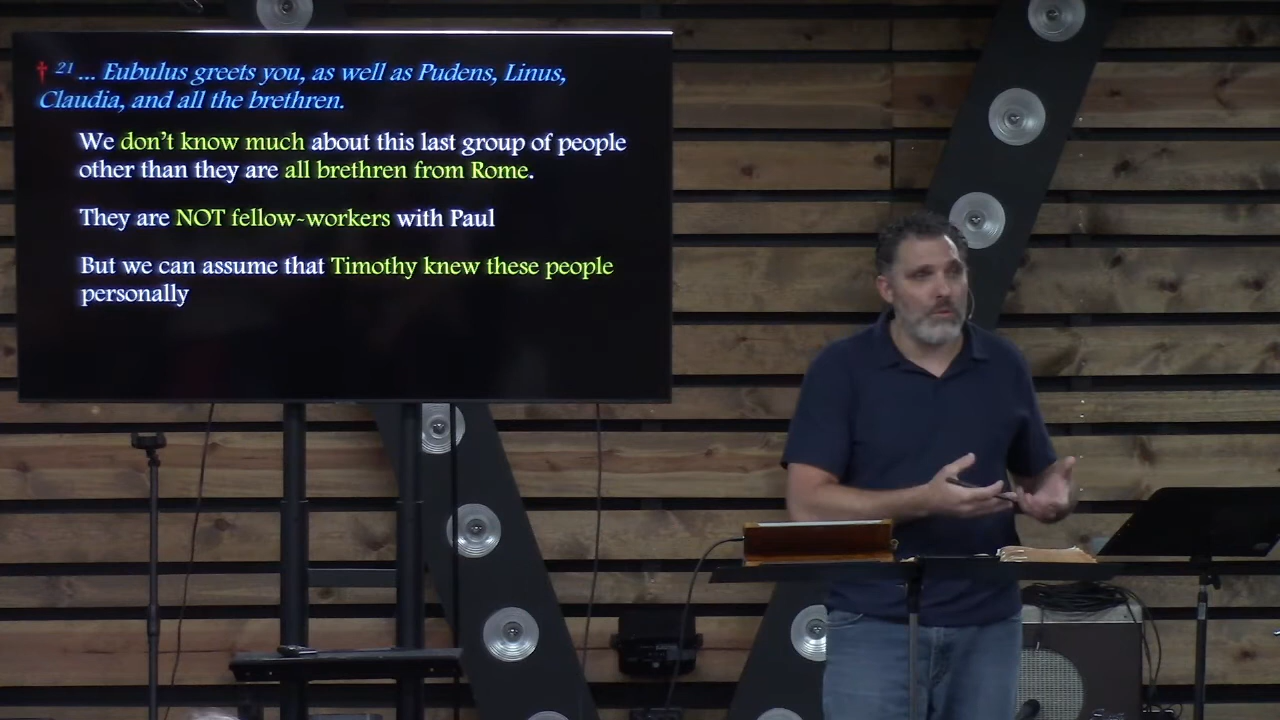 † ²¹ ... Eubulus greets you, as well as Pudens, Linus,
Claudia, and all the brethren.
We don't know much about this last group of people
other than they are all brethren from Rome.
They are NOT fellow-workers with Paul
But we can assume that Timothy knew these people
personally